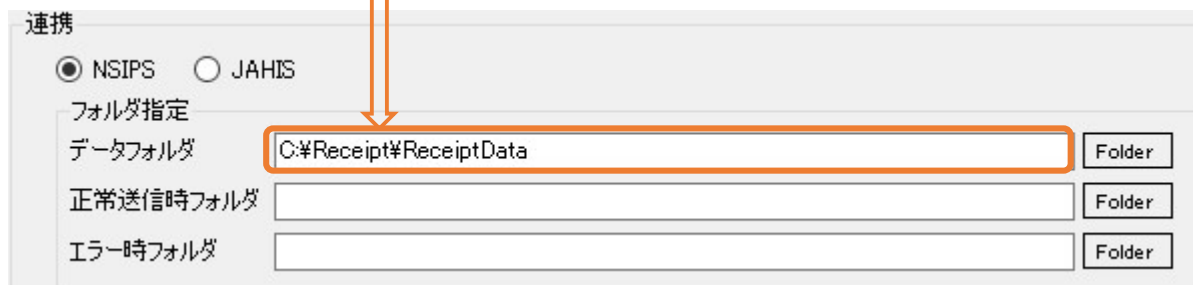 連携
NSIPS JAHIS
フォルダ指定
データフォルダ C:¥Receipt¥ReceiptData Folder
正常送信時フォルダ Folder
エラー時フォルダ Folder